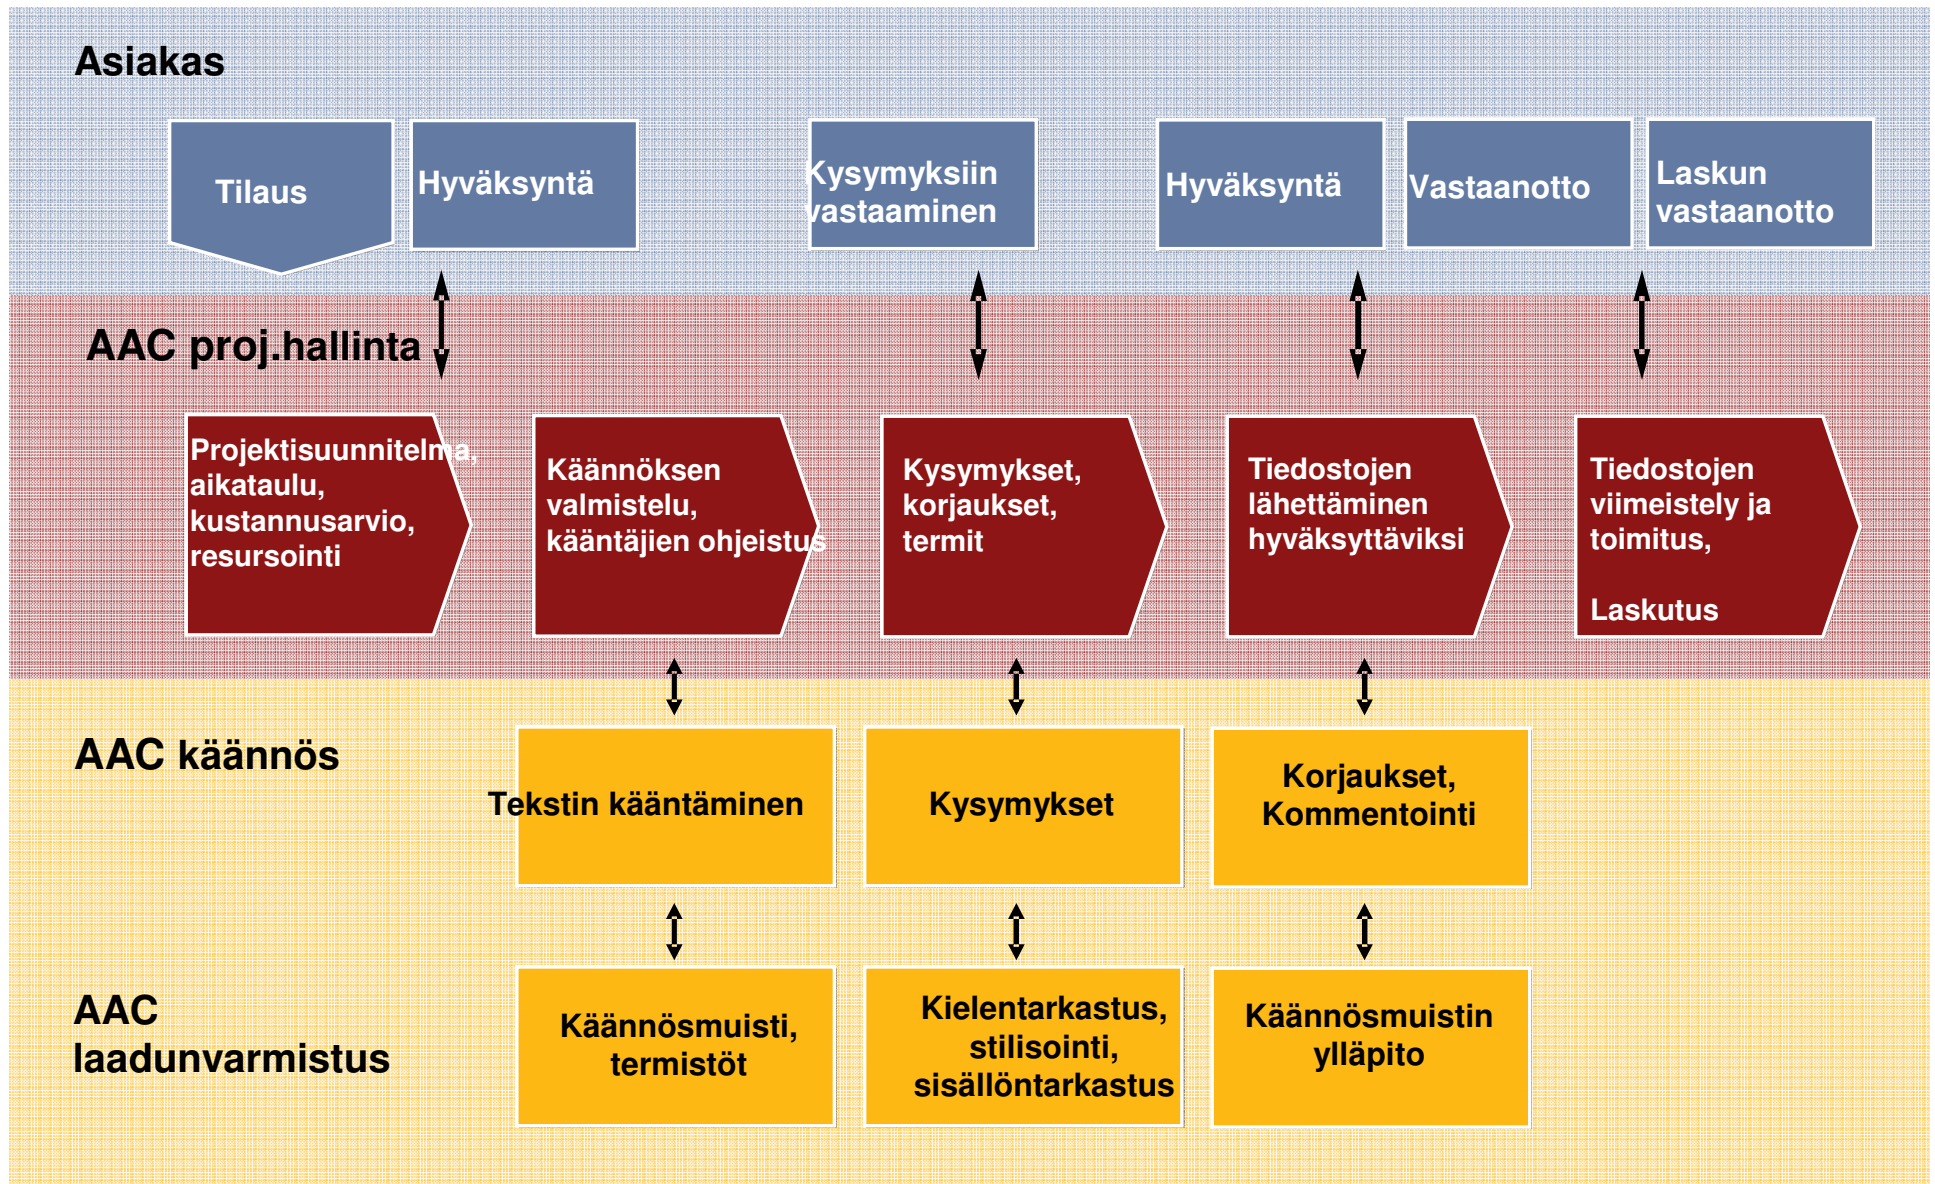 Asiakas
Tilaus
Hyväksyntä
Kysymyksiin
vastaaminen
Hyväksyntä
Vastaanotto
Laskun
vastaanotto
AAC proj.hallinta
Projektisuunnitelma,
aikataulu,
kustannusarvio,
resursointi
Käännöksen
valmistelu,
kääntäjien ohjeistus
Kysymykset,
korjaukset,
termit
Tiedostojen
lähettäminen
hyväksyttäviksi
Tiedostojen
viimeistely ja
toimitus,
Laskutus
AAC käännös
Tekstin kääntäminen
Kysymykset
Korjaukset,
Kommentointi
AAC
laadunvarmistus
Käännösmuisti,
termistöt
Kielentarkastus,
stilisointi,
sisällöntarkastus
Käännösmuistin
ylläpito